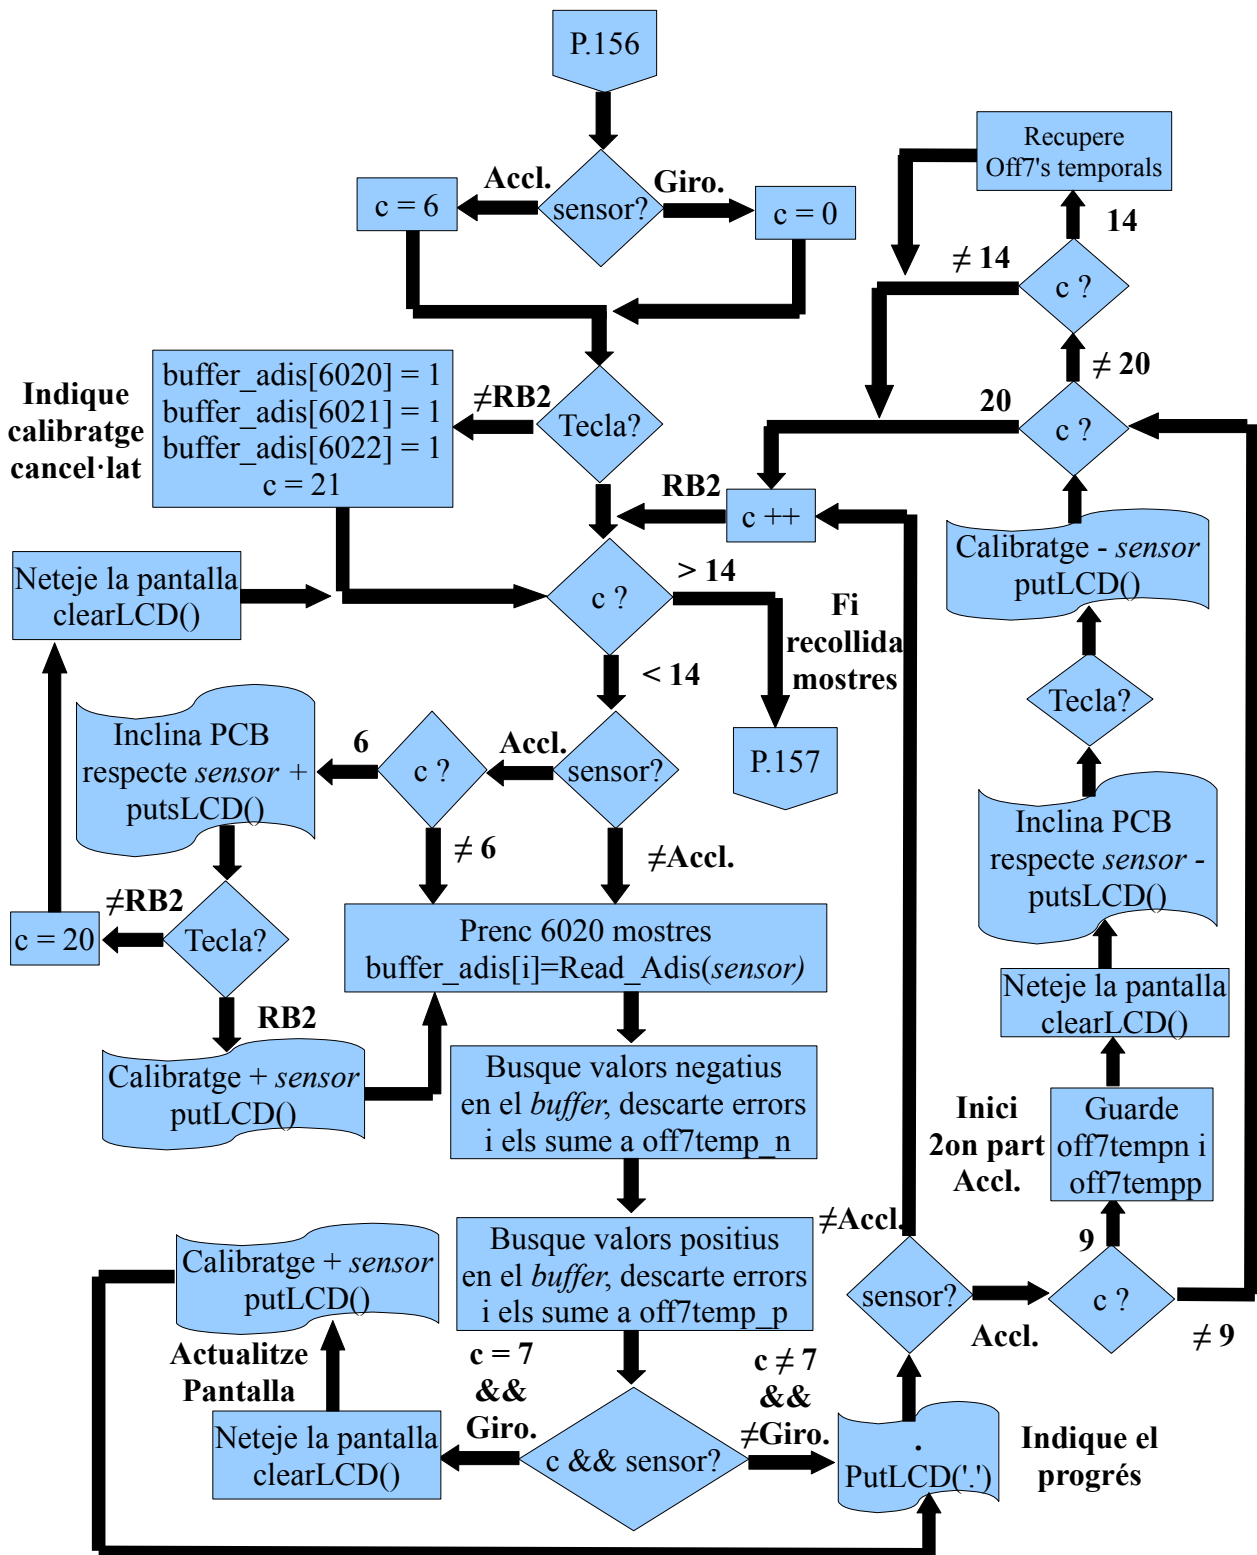 P.156
Recupere
Off7's temporals
Accl.
Giro.
c = 6
sensor?
c = 0
14
≠ 14
c ?
≠ 20
Indique
calibratge
cancel·lat
buffer_adis[6020] = 1
buffer_adis[6021] = 1
buffer_adis[6022] = 1
c = 21
≠RB2
Tecla?
20
c ?
RB2
c ++
Calibratge - sensor
putLCD()
Neteje la pantalla
clearLCD()
c ?
> 14
Fi
recollida
mostres
< 14
Tecla?
Inclina PCB
respecte sensor +
putsLCD()
6
c ?
Accl.
sensor?
P.157
≠ 6
≠Accl.
Inclina PCB
respecte sensor -
putsLCD()
≠RB2
c = 20
Tecla?
Prenc 6020 mostres
buffer_adis[i]=Read_Adis(sensor)
RB2
Neteje la pantalla
clearLCD()
Calibratge + sensor
putLCD()
Busque valors negatius
en el buffer, descarte errors
i els sume a off7temp_n
Inici
2on part
Accl.
Guarde
off7tempn i
off7tempp
≠Accl.
9
Calibratge + sensor
putLCD()
Busque valors positius
en el buffer, descarte errors
i els sume a off7temp_p
sensor?
Accl.
c ?
≠ 9
Actualitze
Pantalla
c = 7
&&
Giro.
c ≠ 7
&&
≠Giro.
Neteje la pantalla
clearLCD()
c && sensor?
.
PutLCD('.')
Indique el
progrés